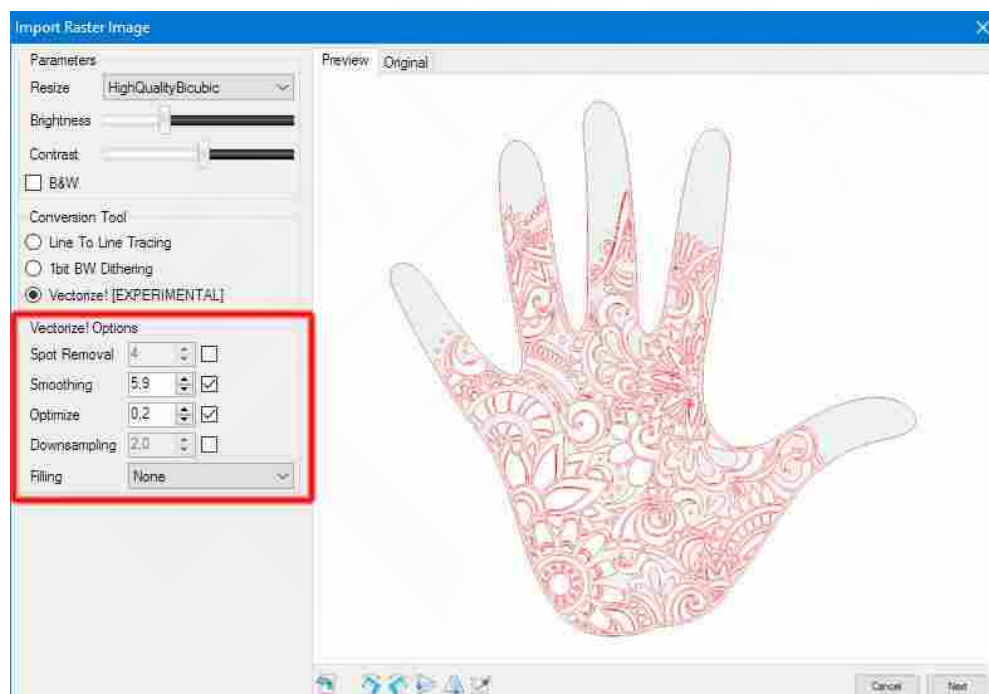 Import Raster Image
Parameters
Resize HighQualityBicubic
Brightness
Contrast
B&W
Conversion Tool
Line To Line Tracing
1bit BW Dithering
Vectorize! [EXPERIMENTAL]
Vectorize! Options
Spot Removal 4
Smoothing 5,9
Optimize 0,2
Downsampling 2.0
Filling None
Preview Original
Cancel Next